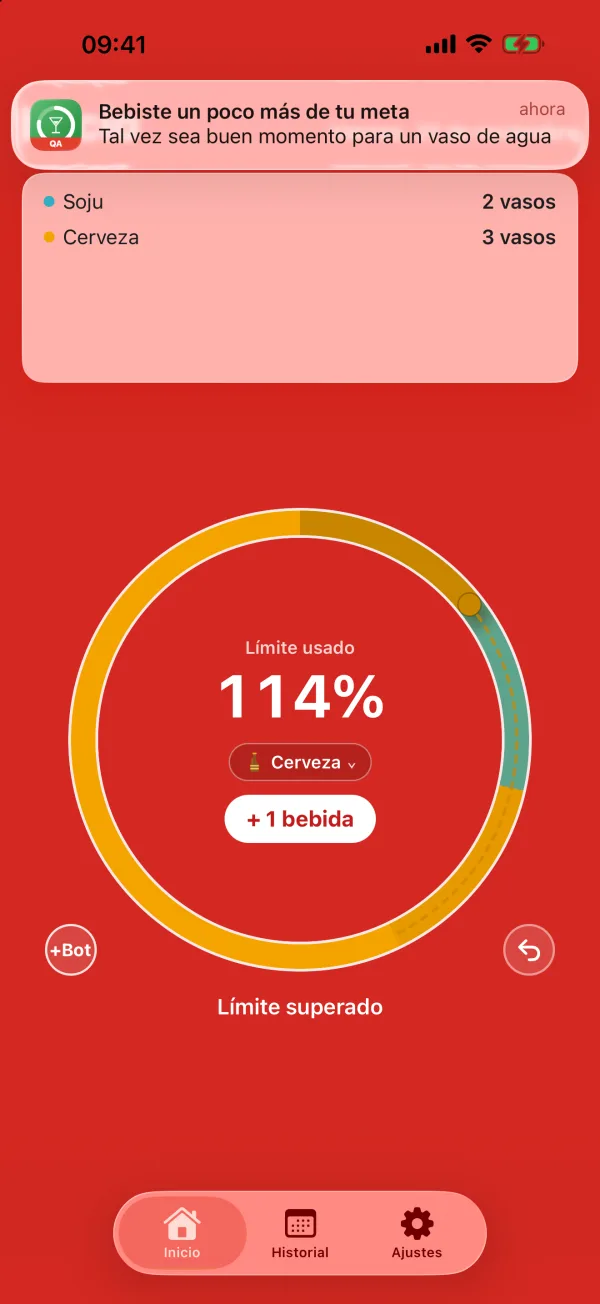 09:41
Bebiste un poco más de tu meta
ahora
Tal vez sea buen momento para un vaso de agua
QA
Soju 2 vasos
Cerveza 3 vasos
Límite usado
114%
Cerveza
+ 1 bebida
+Bot
Límite superado
Inicio Historial Ajustes